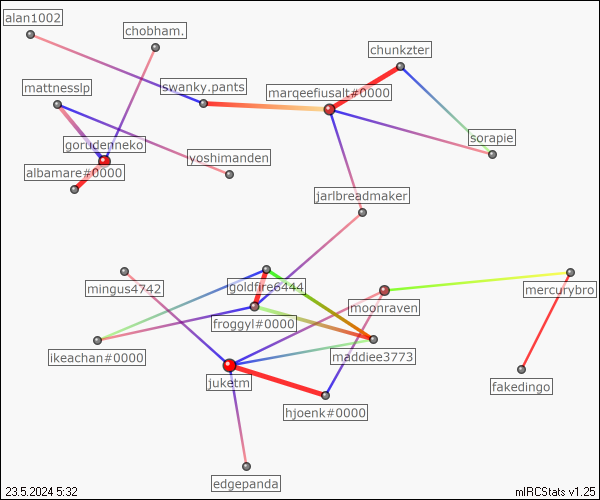 alan1002
chobham.
chunkzter
mattnesslp
swanky.pants
marqeefiusalt#0000
sorapie
gorudenneko
yoshimanden
albamare#0000
jarlbreadmaker
mingus4742
goldfire6444
moonraven
mercurybro
froggyl#0000
ikeachan#0000
maddiee3773
juketm
fakedingo
hjoenk#0000
edgepanda
23.5.2024 5:32
mIRCStats v1.25